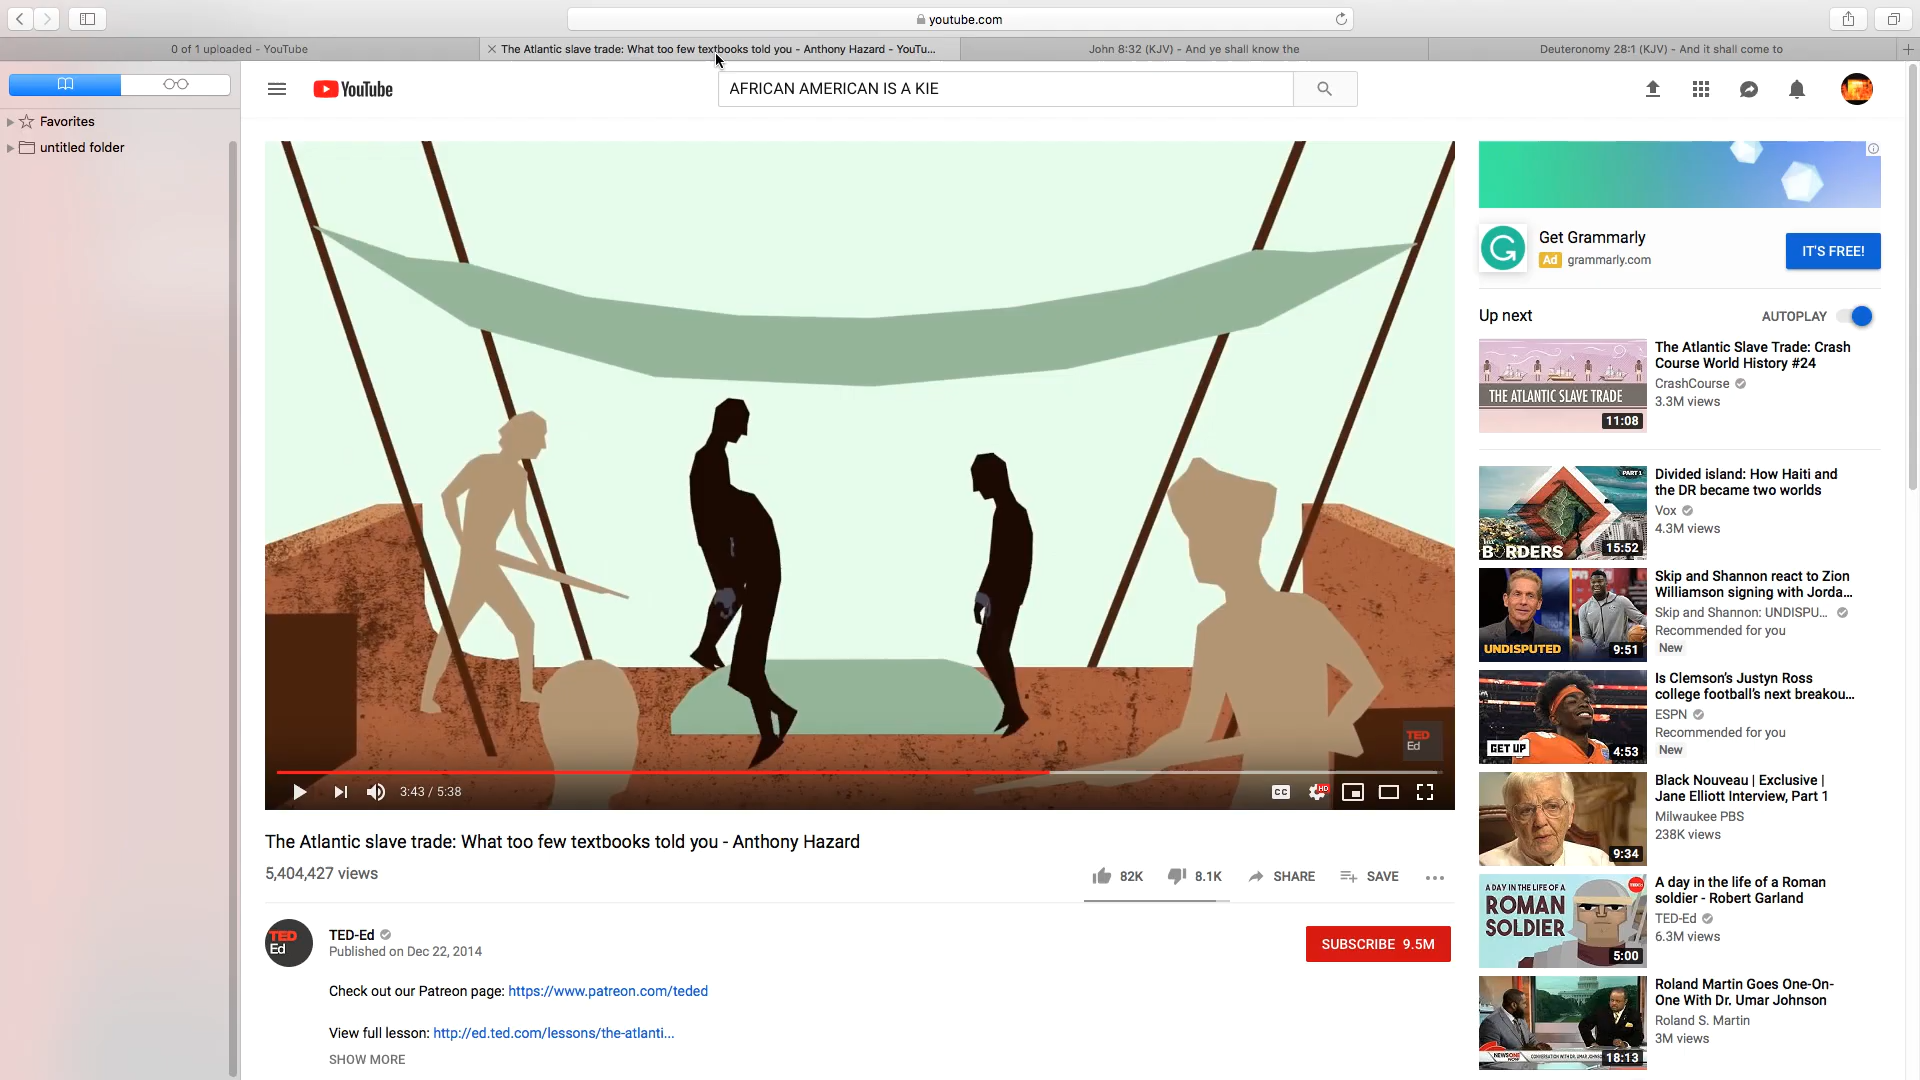 youtube.com
0 of 1 uploaded - YouTube
The Atlantic slave trade: What too few textbooks told you - Anthony Hazard - YouTu...
John 8:32 (KJV) - And ye shall know the
Deuteronomy 28:1 (KJV) - And it shall come to
Favorites
untitled folder
YouTube
AFRICAN AMERICAN IS A KIE
TED
Ed
3:43 / 5:38
CC
HD
The Atlantic slave trade: What too few textbooks told you - Anthony Hazard
5,404,427 views
82K
8.1K
SHARE
SAVE
TED
Ed
TED-Ed
Published on Dec 22, 2014
SUBSCRIBE 9.5M
Check out our Patreon page: https://www.patreon.com/teded
View full lesson: http://ed.ted.com/lessons/the-atlanti...
SHOW MORE
Get Grammarly
Ad grammarly.com
IT'S FREE!
Up next
AUTOPLAY
THE ATLANTIC SLAVE TRADE
11:08
The Atlantic Slave Trade: Crash
Course World History #24
CrashCourse
3.3M views
PART 1
BORDERS
15:52
Divided island: How Haiti and
the DR became two worlds
Vox
4.3M views
UNDISPUTED
9:51
Skip and Shannon react to Zion
Williamson signing with Jorda...
Skip and Shannon: UNDISPU...
Recommended for you
New
GET UP
4:53
Is Clemson's Justyn Ross
college football's next breakou...
ESPN
Recommended for you
New
9:34
Black Nouveau | Exclusive |
Jane Elliott Interview, Part 1
Milwaukee PBS
238K views
A DAY IN THE LIFE OF A
ROMAN
SOLDIER
5:00
A day in the life of a Roman
soldier - Robert Garland
TED-Ed
6.3M views
18:13
Roland Martin Goes One-On-
One With Dr. Umar Johnson
Roland S. Martin
3M views